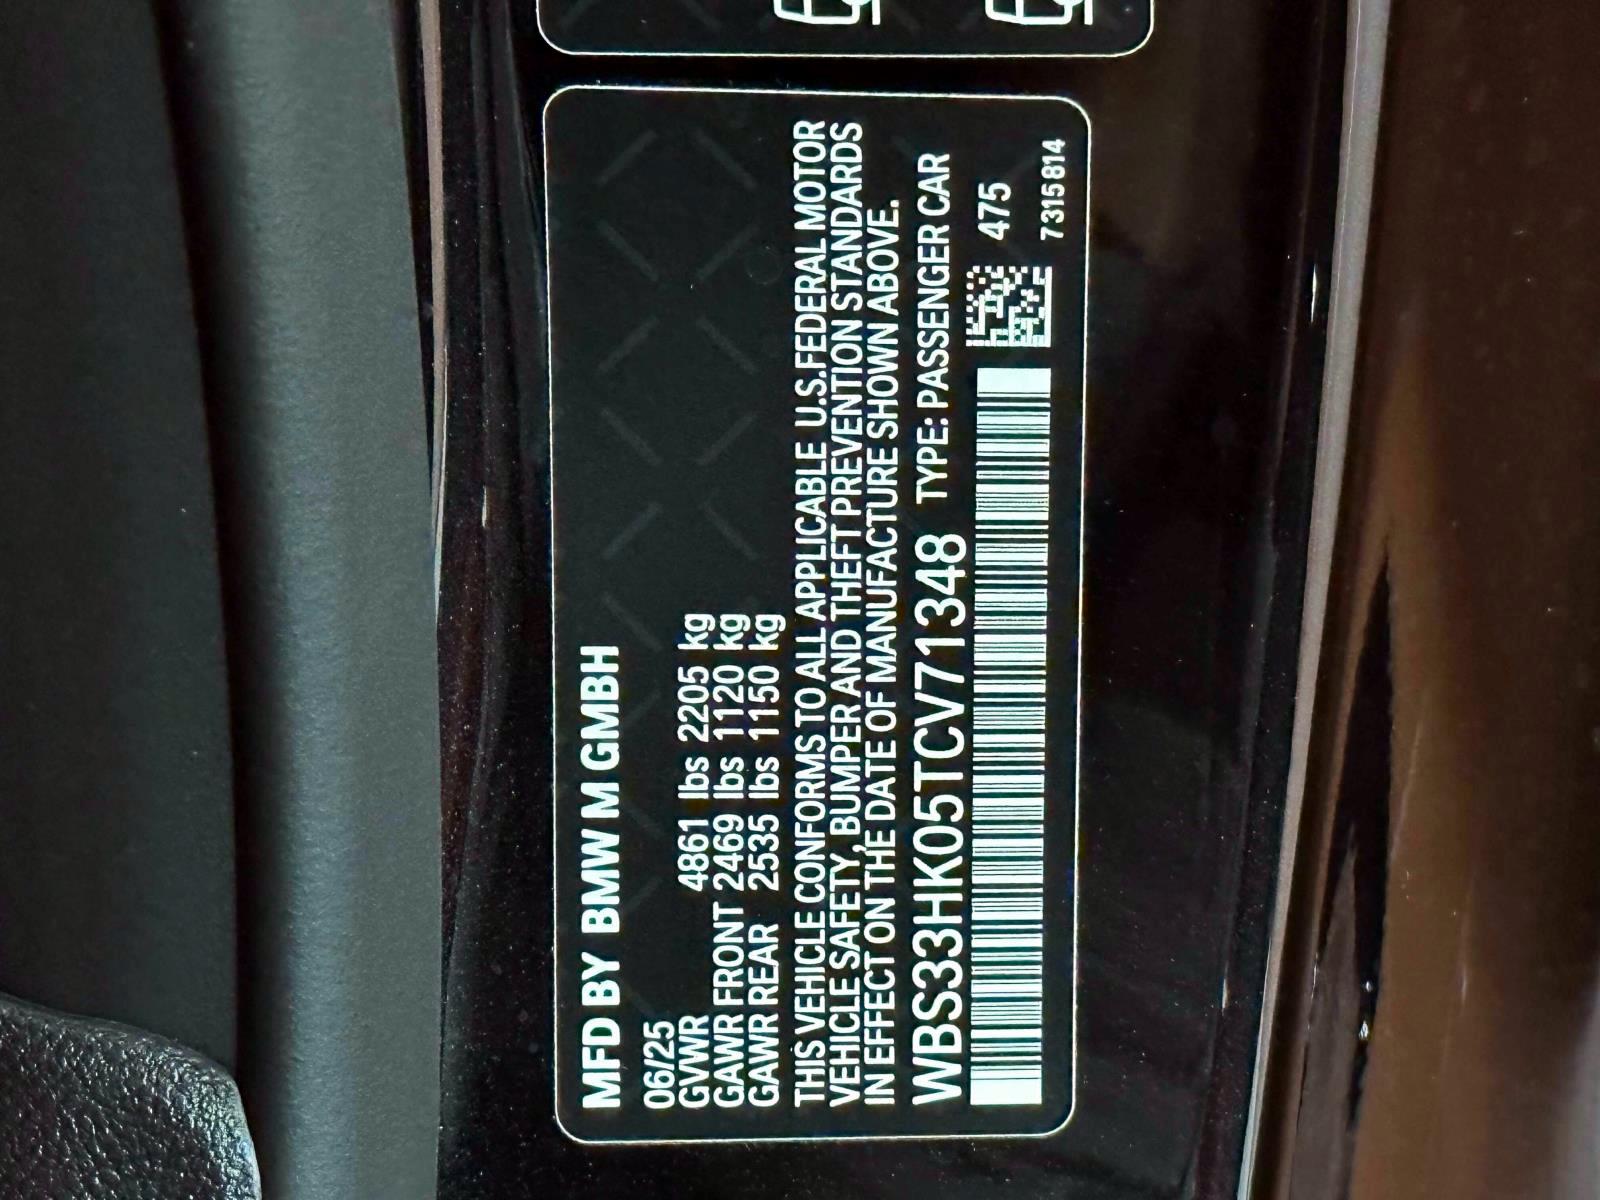 MFD BY BMW M GMBH
06/25
GVWR 4861 lbs 2205 kg
GAWR FRONT 2469 lbs 1120 kg
GAWR REAR 2535 lbs 1150 kg
THIS VEHICLE CONFORMS TO ALL APPLICABLE U.S.FEDERAL MOTOR
VEHICLE SAFETY, BUMPER AND THEFT PREVENTION STANDARDS
IN EFFECT ON THE DATE OF MANUFACTURE SHOWN ABOVE.
WBS33HK05TCV71348 TYPE: PASSENGER CAR
475
7315814